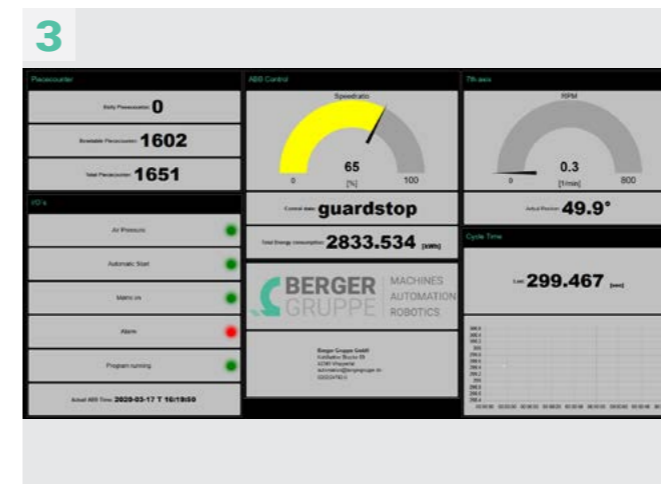 3
Piececounter
Daily Piececounter: 0
Resetable Piececounter: 1602
Total Piececounter: 1651
I/O's
Air Pressure
Automatic Start
Motors on
Alarm
Program running
Actual ABB Time: 2020-03-17 T 16:19:50
ABB Control
Speedratio
65
[%]
0
100
Control state: guardstop
Total Energy consumption: 2833.534 [kWh]
BERGER
GRUPPE
MACHINES
AUTOMATION
ROBOTICS
Berger Gruppe GmbH
7th axis
RPM
0.3
[1/min]
0
800
Actual Position: 49.9°
Cycle Time
Last: 299.467 [sec]